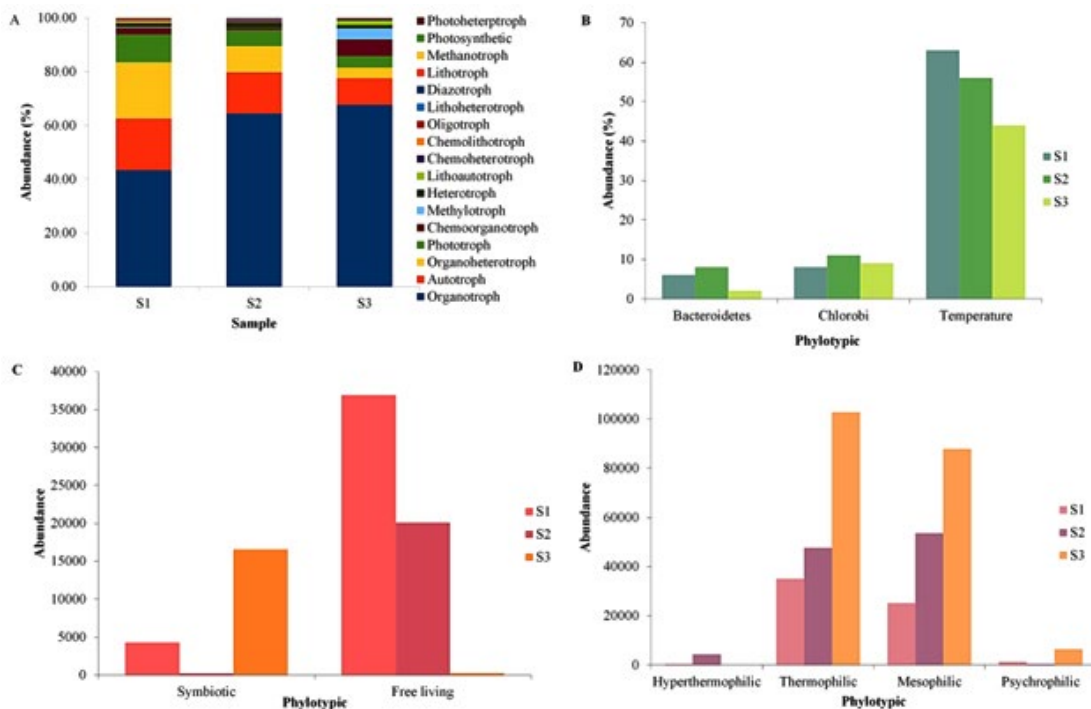 A
100.00
80.00
60.00
40.00
20.00
0.00
Abundance (%)
S1 S2 S3
Sample
Photoheterptroph
Photosynthetic
Methanotroph
Lithotroph
Diazotroph
Lithoheterotroph
Oligotroph
Chemolithotroph
Chemoheterotroph
Lithoautotroph
Heterotroph
Methylotroph
Chemoorganotroph
Phototroph
Organoheterotroph
Autotroph
Organotroph
B
70
60
50
40
30
20
10
0
Abundance (%)
Bacteroidetes Chlorobi Temperature
Phylotypic
S1
S2
S3
C
40000
35000
30000
25000
20000
15000
10000
5000
0
Abundance
Symbiotic Free living
Phylotypic
S1
S2
S3
D
120000
100000
80000
60000
40000
20000
0
Abundance
Hyperthermophilic Thermophilic Mesophilic Psychrophilic
Phylotypic
S1
S2
S3